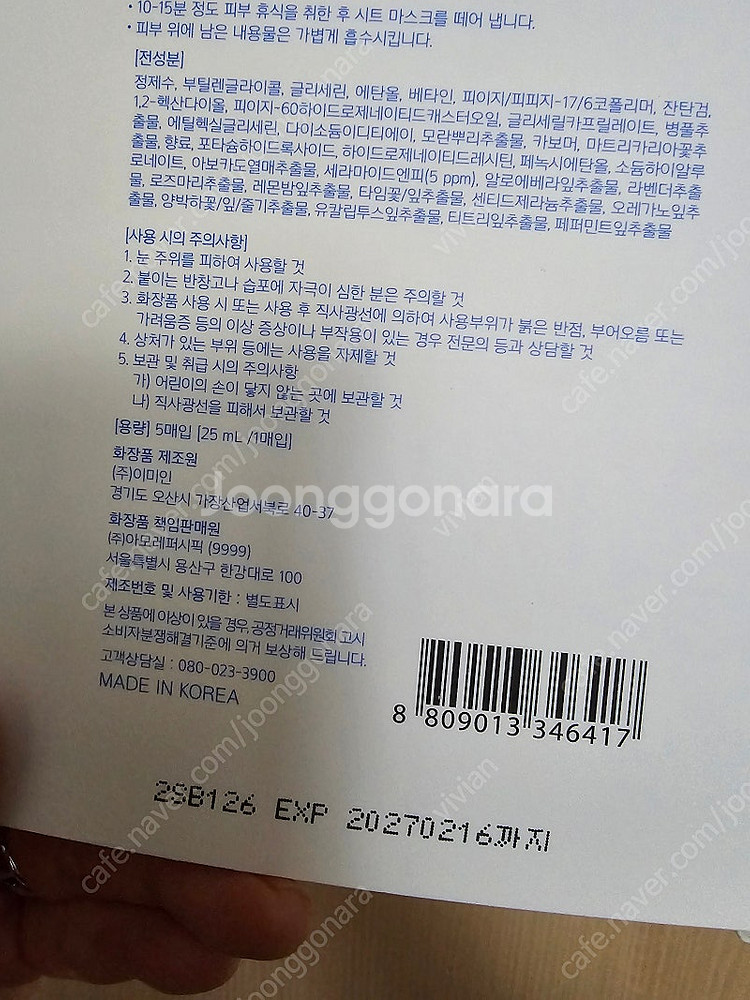 • 10-15분 정도 피부 휴식을 취한 후 시트 마스크를 떼어 냅니다.
• 피부 위에 남은 내용물은 가볍게 흡수시킵니다.
[전성분]
정제수, 부틸렌글라이콜, 글리세린, 에탄올, 베타인, 피이지/피피지-17/6코폴리머, 잔탄검,
1,2-헥산다이올, 피이지-60하이드로제네이티드캐스터오일, 글리세릴카프릴레이트, 병풀추
출물, 에틸헥실글리세린, 다이소듐이디티에이, 모란뿌리추출물, 카보머, 마트리카리아꽃추
출물, 향료, 포타슘하이드록사이드, 하이드로제네이티드레시틴, 페녹시에탄올, 소듐하이알루
로네이트, 아보카도열매추출물, 세라마이드엔피(5 ppm), 알로에베라잎추출물, 라벤더추출
물, 로즈마리추출물, 레몬밤잎추출물, 타임꽃/잎추출물, 센티드제라늄추출물, 오레가노잎추
출물, 양박하꽃/잎/줄기추출물, 유칼립투스잎추출물, 티트리잎추출물, 페퍼민트잎추출물
[사용 시의 주의사항]
1. 눈 주위를 피하여 사용할 것
2. 붙이는 반창고나 습포에 자극이 심한 분은 주의할 것
3. 화장품 사용 시 또는 사용 후 직사광선에 의하여 사용부위가 붉은 반점, 부어오름 또는
가려움증 등의 이상 증상이나 부작용이 있는 경우 전문의 등과 상담할 것
4. 상처가 있는 부위 등에는 사용을 자제할 것
5. 보관 및 취급 시의 주의사항
가) 어린이의 손이 닿지 않는 곳에 보관할 것
나) 직사광선을 피해서 보관할 것
[용량] 5매입 [25 mL /1매입]
화장품 제조원
(주)이미인
경기도 오산시 가장산업서북로 40-37
화장품 책임판매원
(주)아모레퍼시픽 (9999)
서울특별시 용산구 한강대로 100
제조번호 및 사용기한 : 별도표시
본 상품에 이상이 있을 경우, 공정거래위원회 고시
소비자분쟁해결기준에 의거 보상해 드립니다.
고객상담실 : 080-023-3900
MADE IN KOREA
8 809013 346417
2SB126 EXP 20270216까지
Joonggonara
vivian
cafe.naver.com/joonggonara